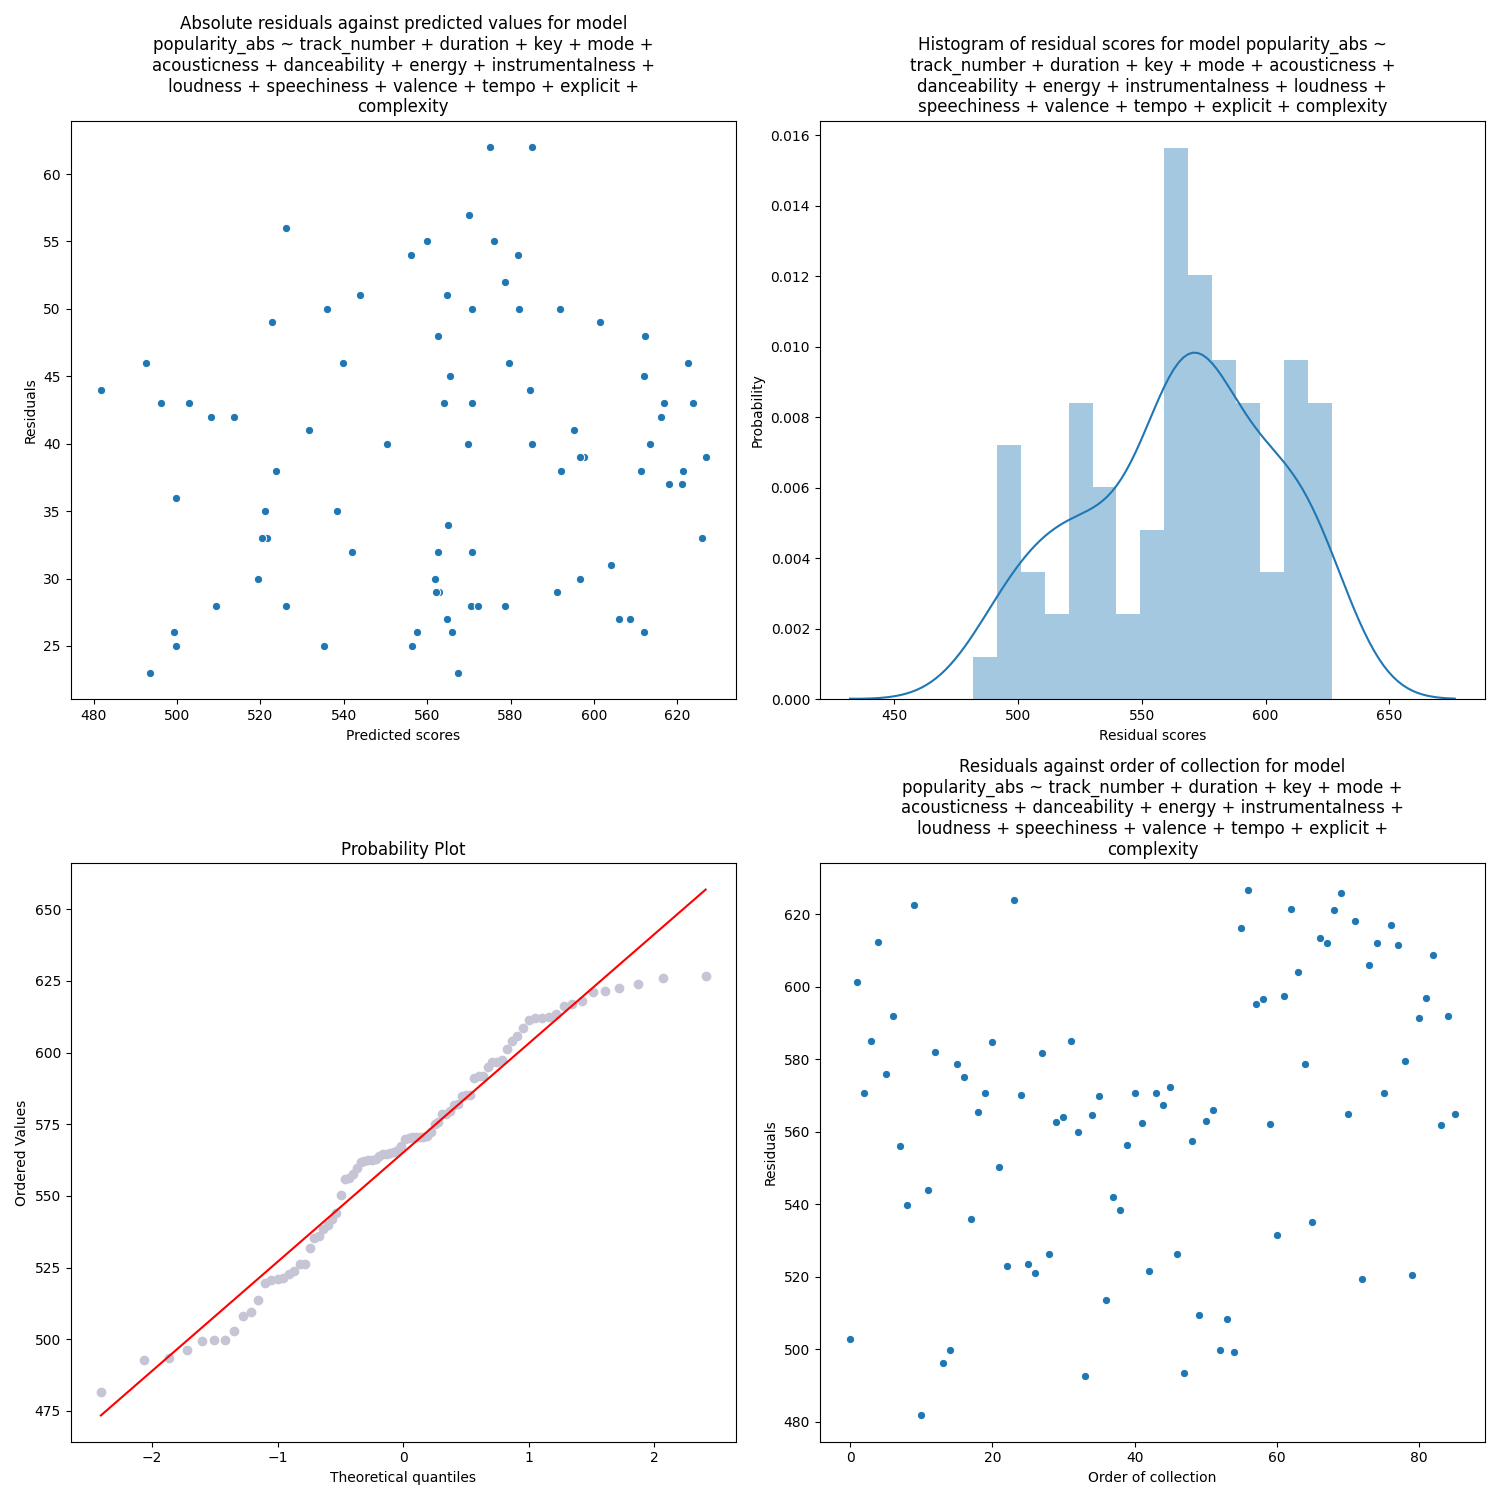 Absolute residuals against predicted values for model
popularity_abs ~ track_number + duration + key + mode +
acousticness + danceability + energy + instrumentalness +
loudness + speechiness + valence + tempo + explicit +
complexity
60
55
50
45
40
35
30
25
Residuals
480 500 520 540 560 580 600 620
Predicted scores
Histogram of residual scores for model popularity_abs ~
track_number + duration + key + mode + acousticness +
danceability + energy + instrumentalness + loudness +
speechiness + valence + tempo + explicit + complexity
0.016
0.014
0.012
0.010
0.008
0.006
0.004
0.002
0.000
Probability
450 500 550 600 650
Residual scores
Probability Plot
650
625
600
575
550
525
500
475
Ordered Values
−2 −1 0 1 2
Theoretical quantiles
Residuals against order of collection for model
popularity_abs ~ track_number + duration + key + mode +
acousticness + danceability + energy + instrumentalness +
loudness + speechiness + valence + tempo + explicit +
complexity
620
600
580
560
540
520
500
480
Residuals
0 20 40 60 80
Order of collection